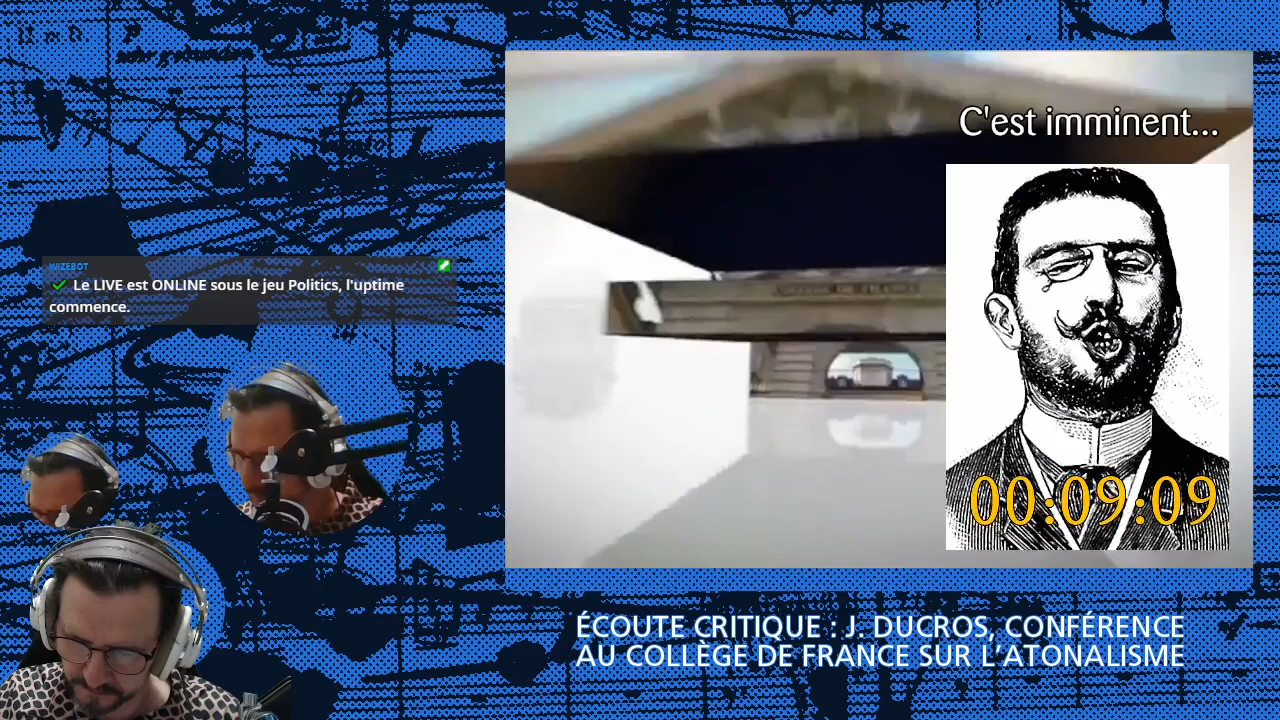 C'est imminent...
WIZEBOT
Le LIVE est ONLINE sous le jeu Politics, l'uptime
commence.
00:09:09
ÉCOUTE CRITIQUE : J. DUCROS, CONFÉRENCE
AU COLLÈGE DE FRANCE SUR L'ATONALISME